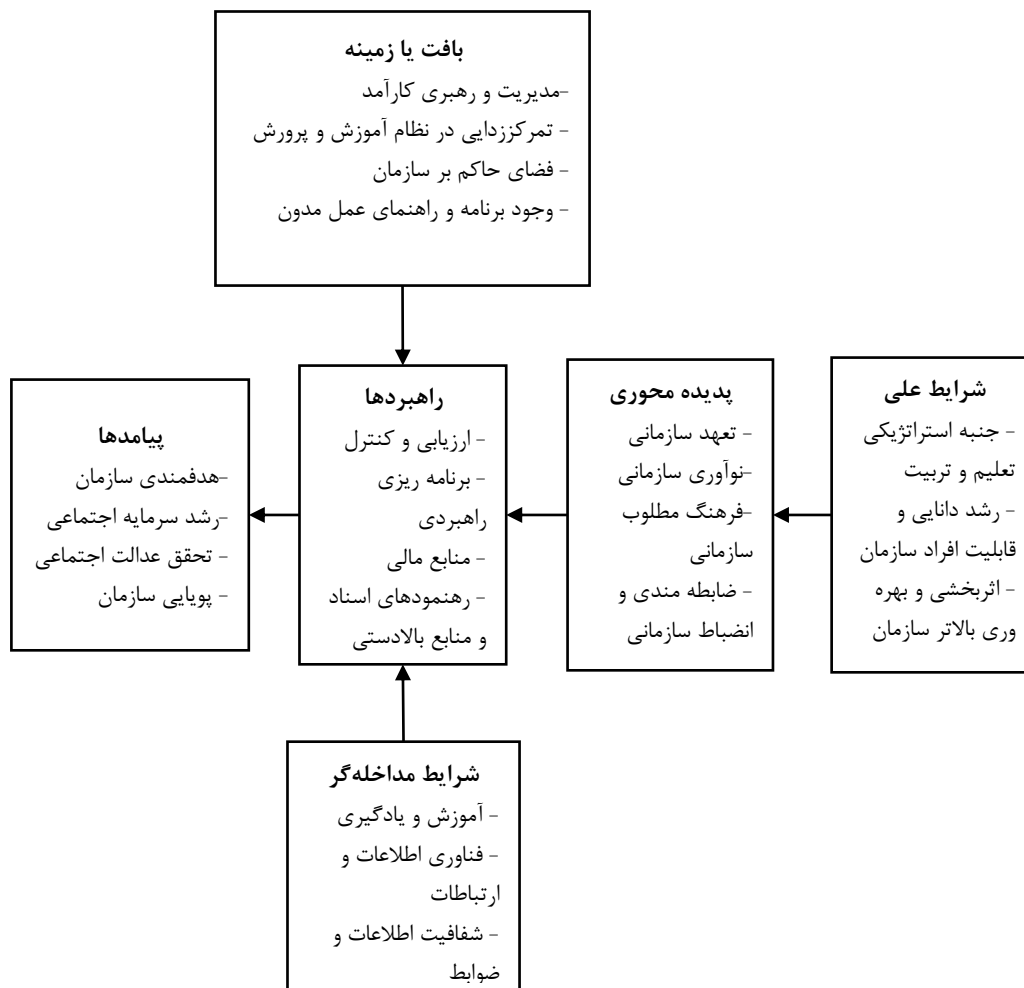 بافت یا زمینه
-مدیریت و رهبری کارآمد
- تمرکززدایی در نظام آموزش و پرورش
- فضای حاکم بر سازمان
- وجود برنامه و راهنمای عمل مدون
شرایط علی
- جنبه استراتژیکی
تعلیم و تربیت
- رشد دانایی و
قابلیت افراد سازمان
- اثربخشی و بهره
وری بالاتر سازمان
پدیده محوری
- تعهد سازمانی
-نوآوری سازمانی
-فرهنگ مطلوب
سازمانی
- ضابطه مندی و
انضباط سازمانی
راهبردها
- ارزیابی و کنترل
- برنامه ریزی
راهبردی
- منابع مالی
- رهنمودهای اسناد
و منابع بالادستی
پیامدها
-هدفمندی سازمان
-رشد سرمایه اجتماعی
- تحقق عدالت اجتماعی
- پویایی سازمان
شرایط مداخله‌گر
- آموزش و یادگیری
- فناوری اطلاعات و
ارتباطات
- شفافیت اطلاعات و
ضوابط